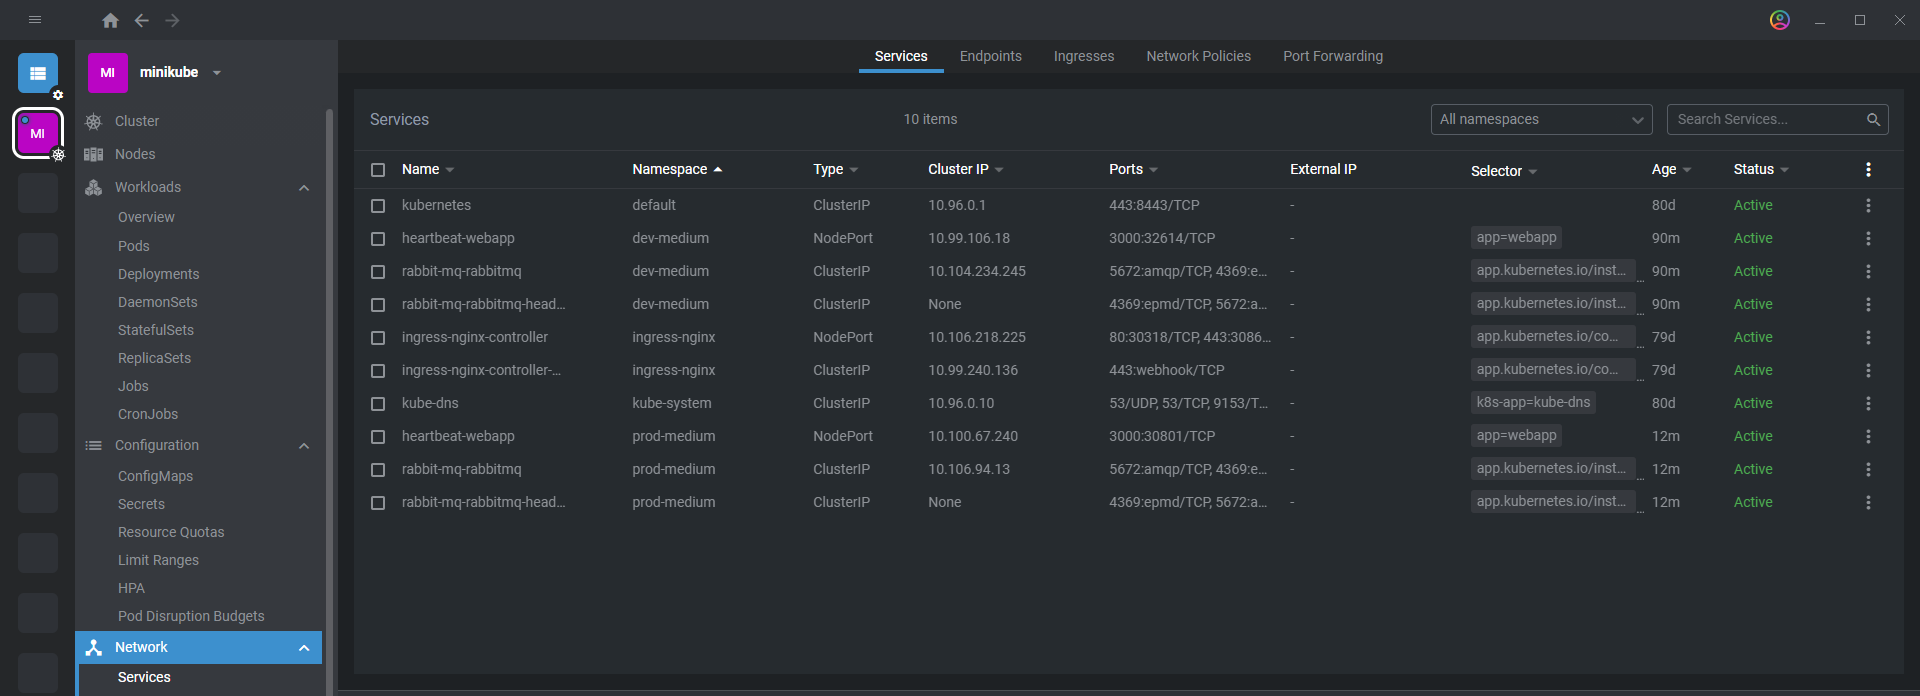 MI
minikube
MI
Cluster
Nodes
Workloads
Overview
Pods
Deployments
DaemonSets
StatefulSets
ReplicaSets
Jobs
CronJobs
Configuration
ConfigMaps
Secrets
Resource Quotas
Limit Ranges
HPA
Pod Disruption Budgets
Network
Services
Services Endpoints Ingresses Network Policies Port Forwarding
Services 10 items All namespaces Search Services...
Name Namespace Type Cluster IP Ports External IP Selector Age Status
kubernetes default ClusterIP 10.96.0.1 443:8443/TCP - 80d Active
heartbeat-webapp dev-medium NodePort 10.99.106.18 3000:32614/TCP - app=webapp 90m Active
rabbit-mq-rabbitmq dev-medium ClusterIP 10.104.234.245 5672:amqp/TCP, 4369:e... - app.kubernetes.io/inst... ... 90m Active
rabbit-mq-rabbitmq-head... dev-medium ClusterIP None 4369:epmd/TCP, 5672:a... - app.kubernetes.io/inst... ... 90m Active
ingress-nginx-controller ingress-nginx NodePort 10.106.218.225 80:30318/TCP, 443:3086... - app.kubernetes.io/co... ... 79d Active
ingress-nginx-controller-... ingress-nginx ClusterIP 10.99.240.136 443:webhook/TCP - app.kubernetes.io/co... ... 79d Active
kube-dns kube-system ClusterIP 10.96.0.10 53/UDP, 53/TCP, 9153/T... - k8s-app=kube-dns 80d Active
heartbeat-webapp prod-medium NodePort 10.100.67.240 3000:30801/TCP - app=webapp 12m Active
rabbit-mq-rabbitmq prod-medium ClusterIP 10.106.94.13 5672:amqp/TCP, 4369:e... - app.kubernetes.io/inst... ... 12m Active
rabbit-mq-rabbitmq-head... prod-medium ClusterIP None 4369:epmd/TCP, 5672:a... - app.kubernetes.io/inst... ... 12m Active